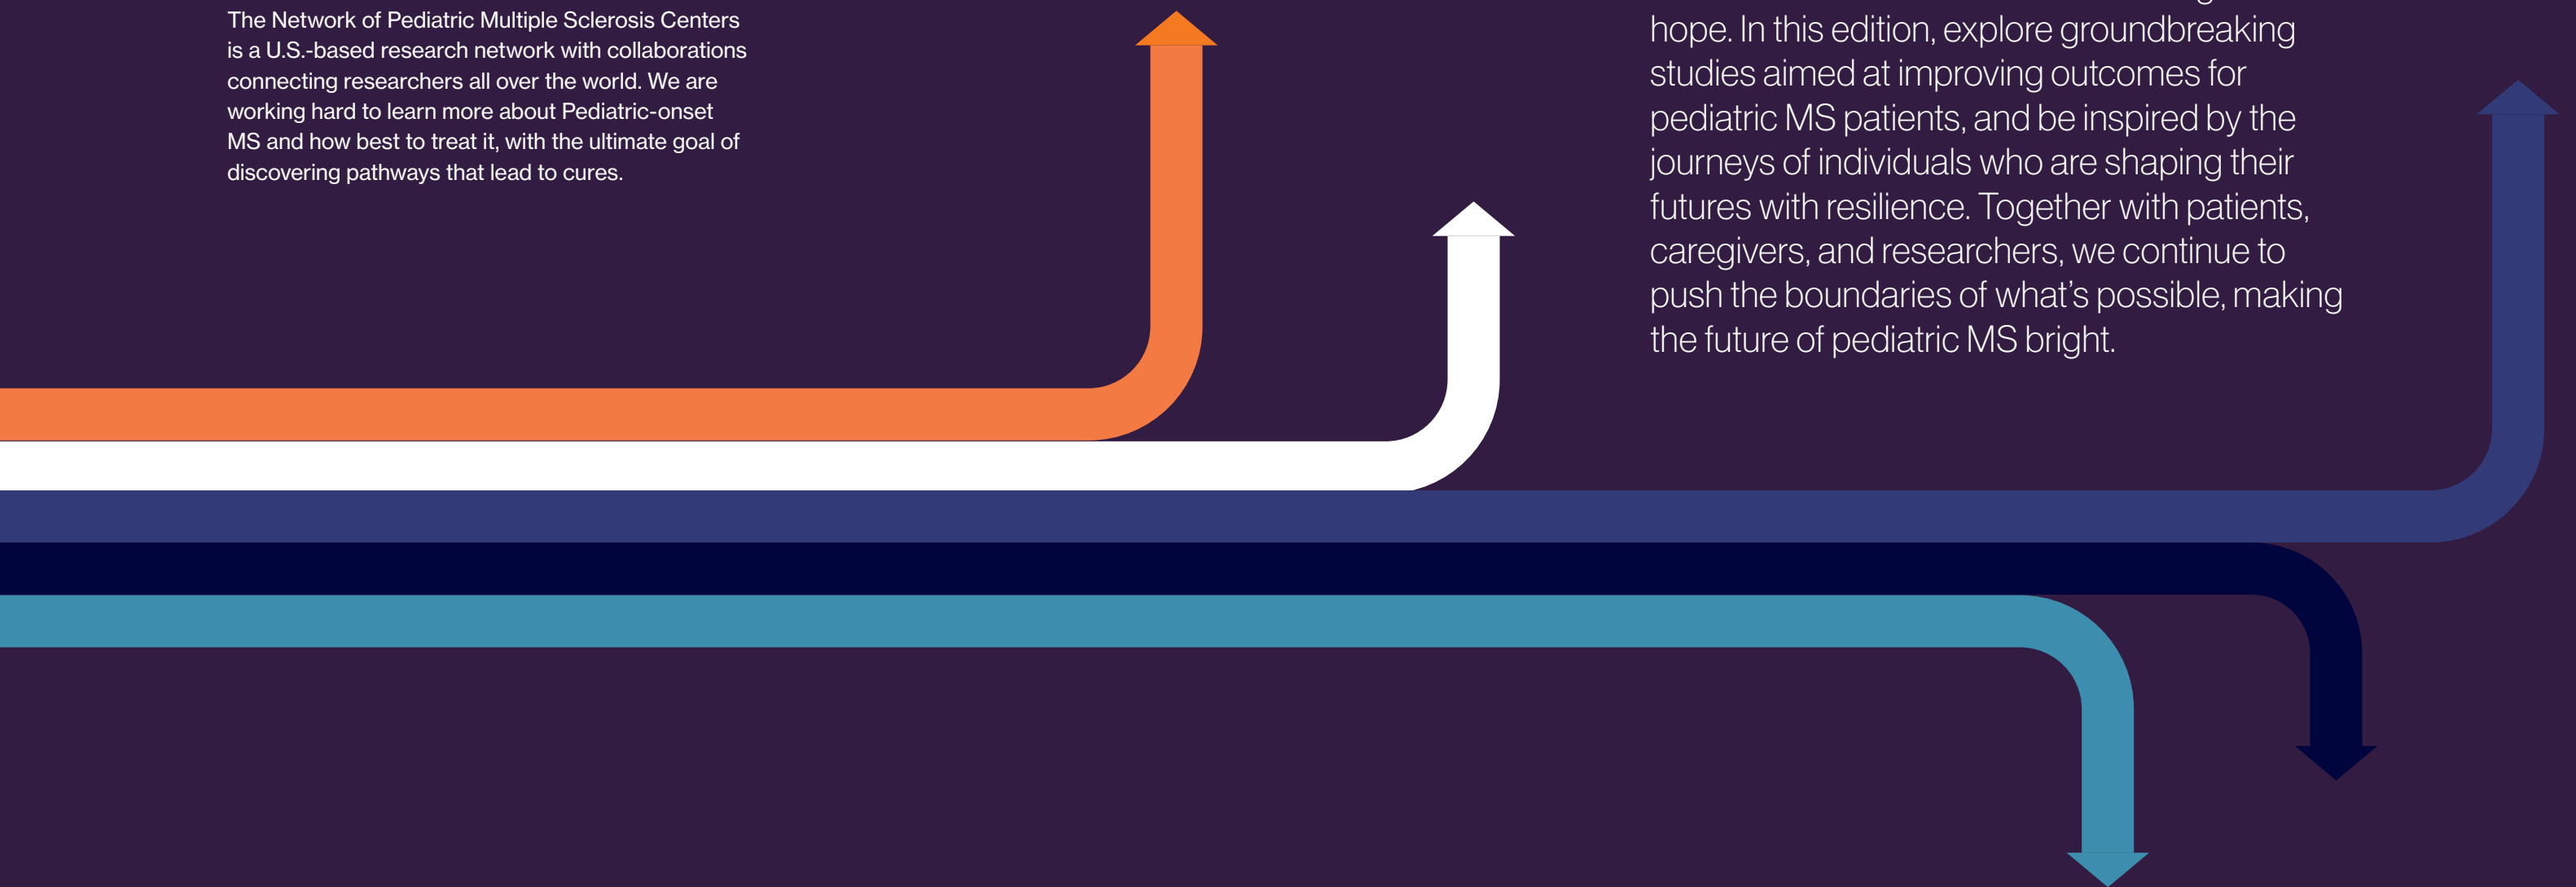 The Network of Pediatric Multiple Sclerosis Centers
is a U.S.-based research network with collaborations
connecting researchers all over the world. We are
working hard to learn more about Pediatric-onset
MS and how best to treat it, with the ultimate goal of
discovering pathways that lead to cures.
hope. In this edition, explore groundbreaking
studies aimed at improving outcomes for
pediatric MS patients, and be inspired by the
journeys of individuals who are shaping their
futures with resilience. Together with patients,
caregivers, and researchers, we continue to
push the boundaries of what’s possible, making
the future of pediatric MS bright.